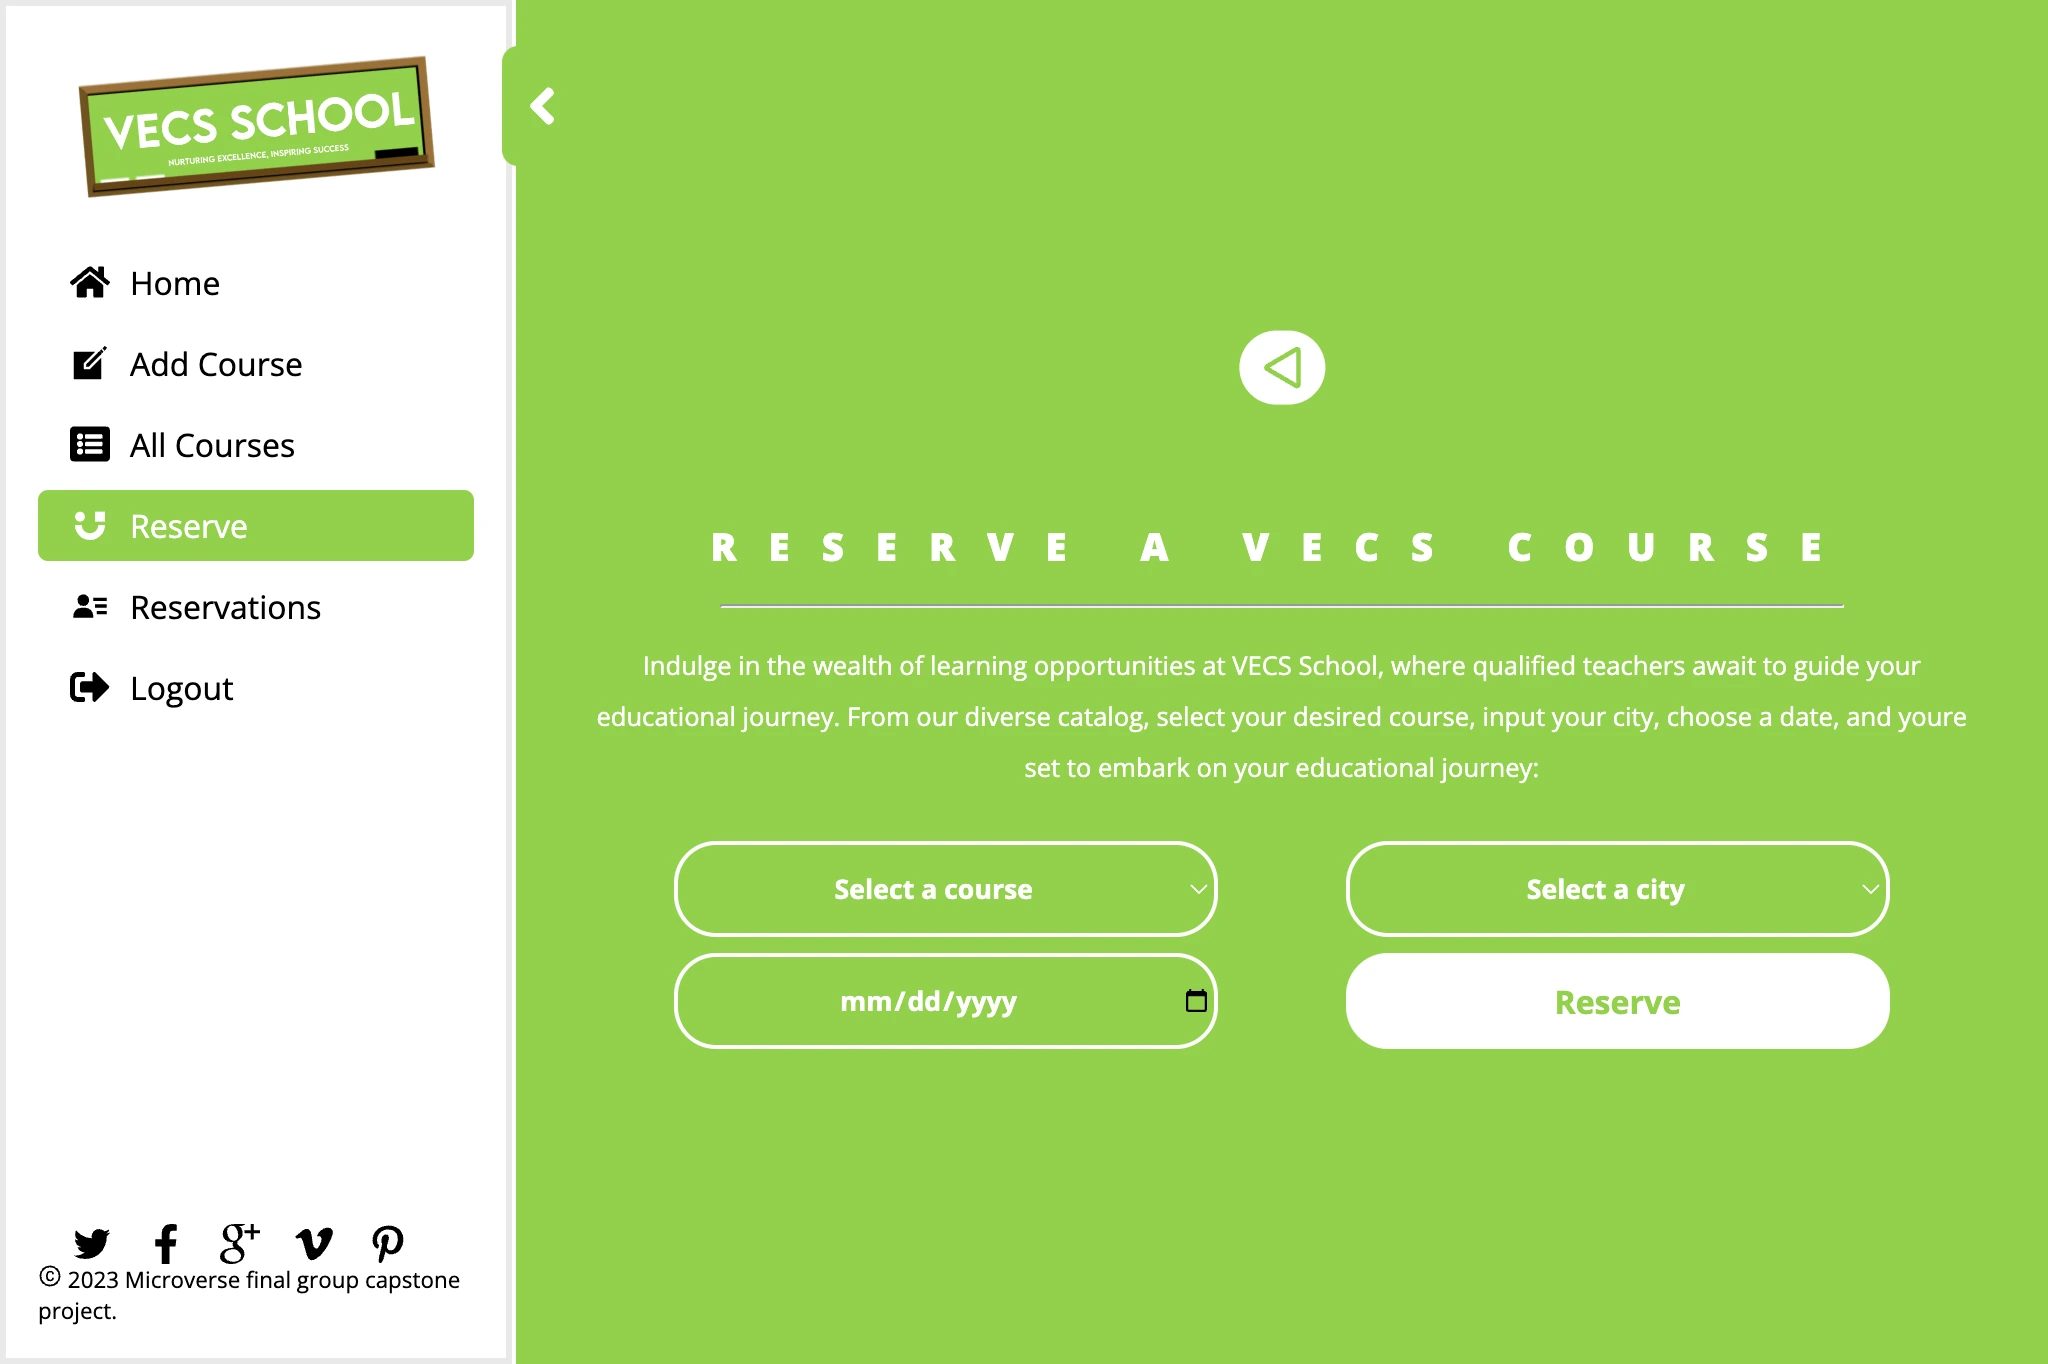 VECS SCHOOL
NURTURING EXCELLENCE, INSPIRING SUCCESS
Home
Add Course
All Courses
Reserve
Reservations
Logout
© 2023 Microverse final group capstone
project.
RESERVE A VECS COURSE
Indulge in the wealth of learning opportunities at VECS School, where qualified teachers await to guide your
educational journey. From our diverse catalog, select your desired course, input your city, choose a date, and youre
set to embark on your educational journey:
Select a course
Select a city
mm/dd/yyyy
Reserve